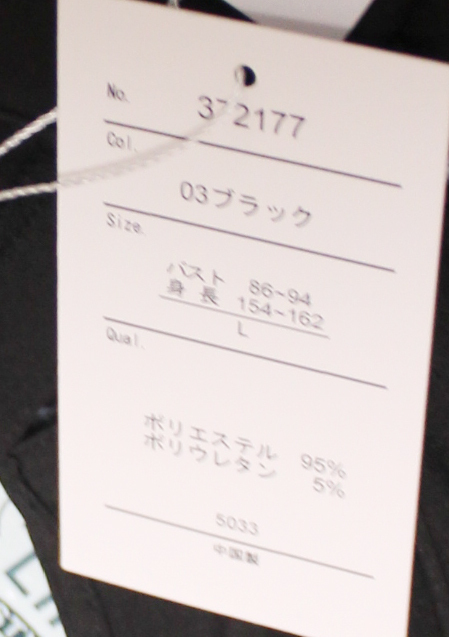 No. 372177
Col.
03ブラック
Size.
バスト 86~94
身長 154~162
L
Qual.
ポリエステル 95%
ポリウレタン 5%
5033
中国製